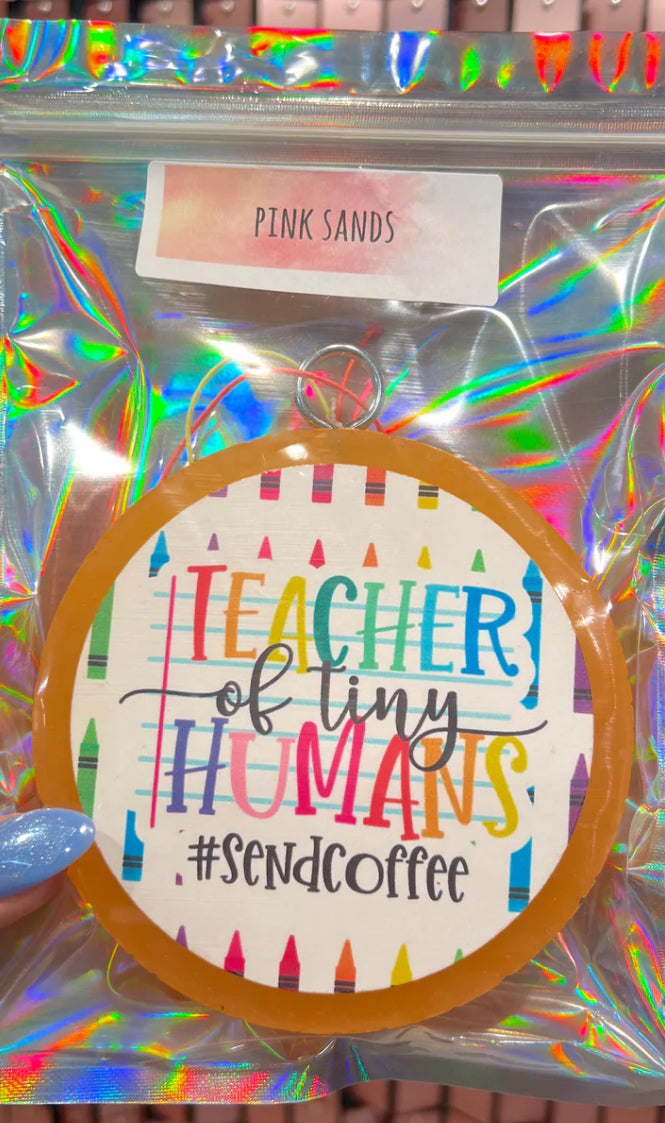 PINK SANDS
TEACHER
of tiny
HUMANS
#SENDCOFFEE